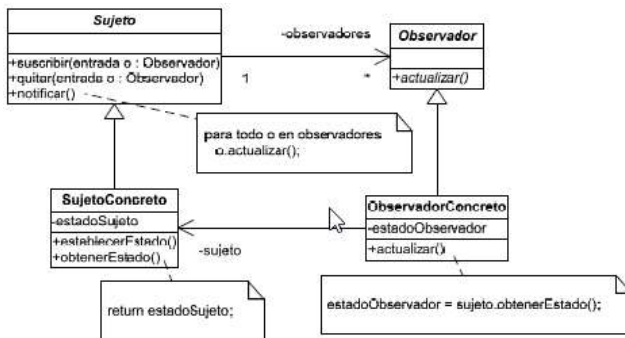 Sujeto
+suscribir(entrada o : Observador)
+quitar(entrada o : Observador)
+notificar()
-observadores
1
*
Observador
+actualizar()
para todo o en observadores
o.actualizar();
SujetoConcreto
-estadoSujeto
+establecerEstado()
+obtenerEstado()
-sujeto
ObservadorConcreto
-estadoObservador
+actualizar()
return estadoSujeto;
estadoObservador = sujeto.obtenerEstado();